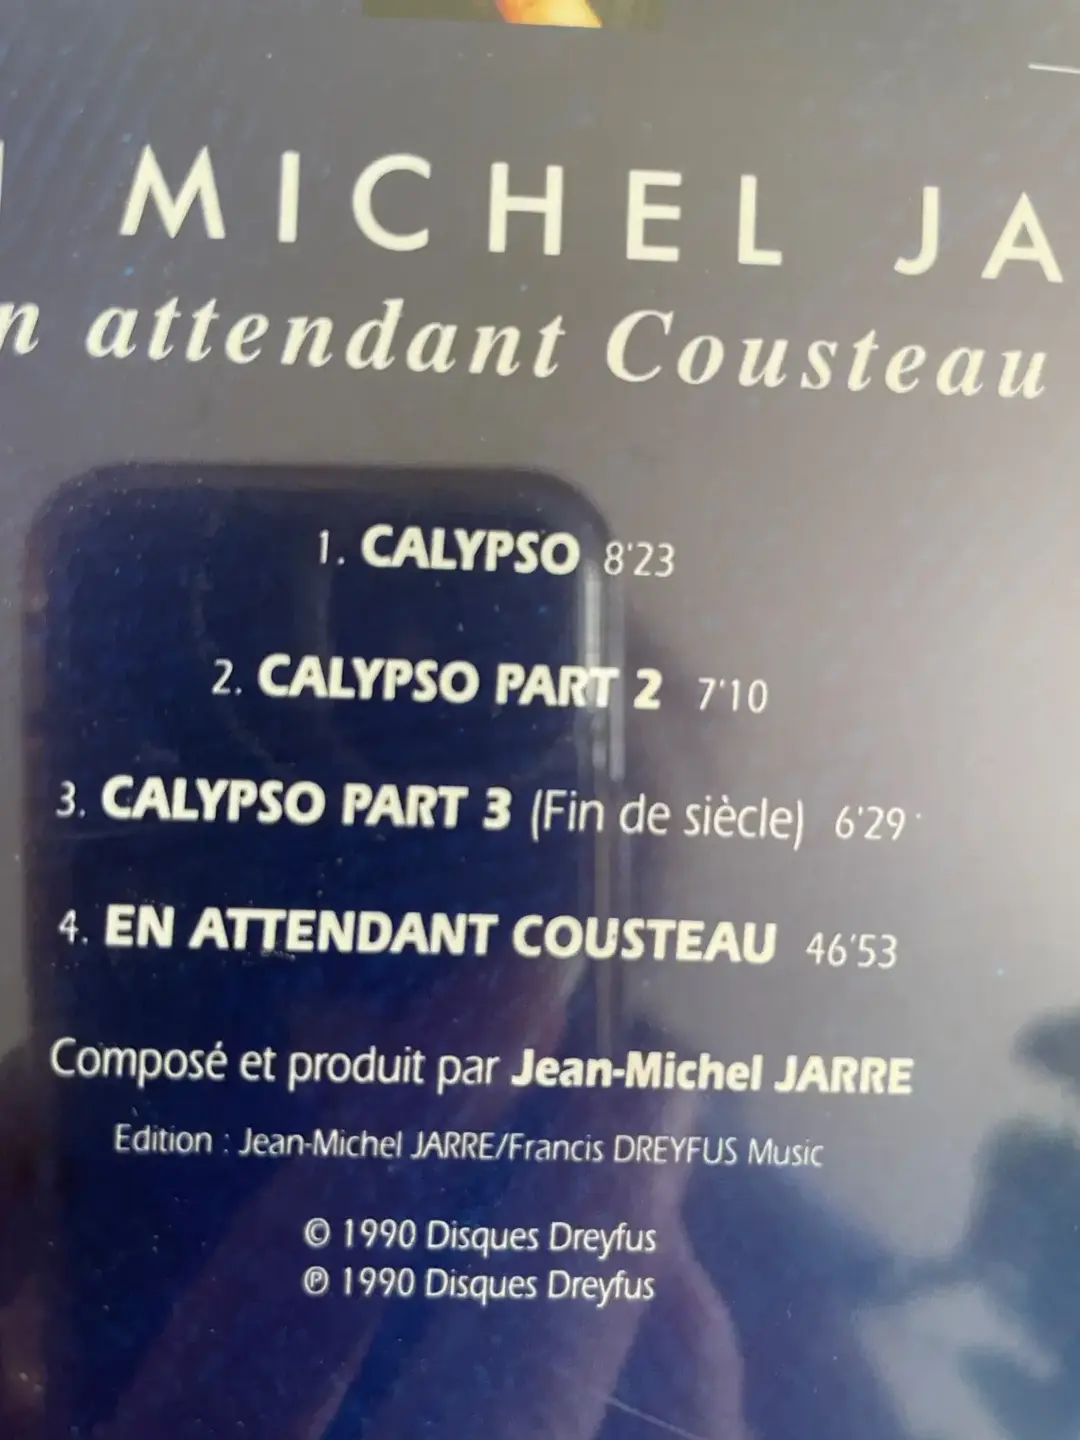 MICHEL JA
n attendant Cousteau
1. CALYPSO 8'23
2. CALYPSO PART 2 7'10
3. CALYPSO PART 3 (Fin de siècle) 6'29
4. EN ATTENDANT COUSTEAU 46'53
Composé et produit par Jean-Michel JARRE
Edition : Jean-Michel JARRE/Francis DREYFUS Music
© 1990 Disques Dreyfus
℗ 1990 Disques Dreyfus